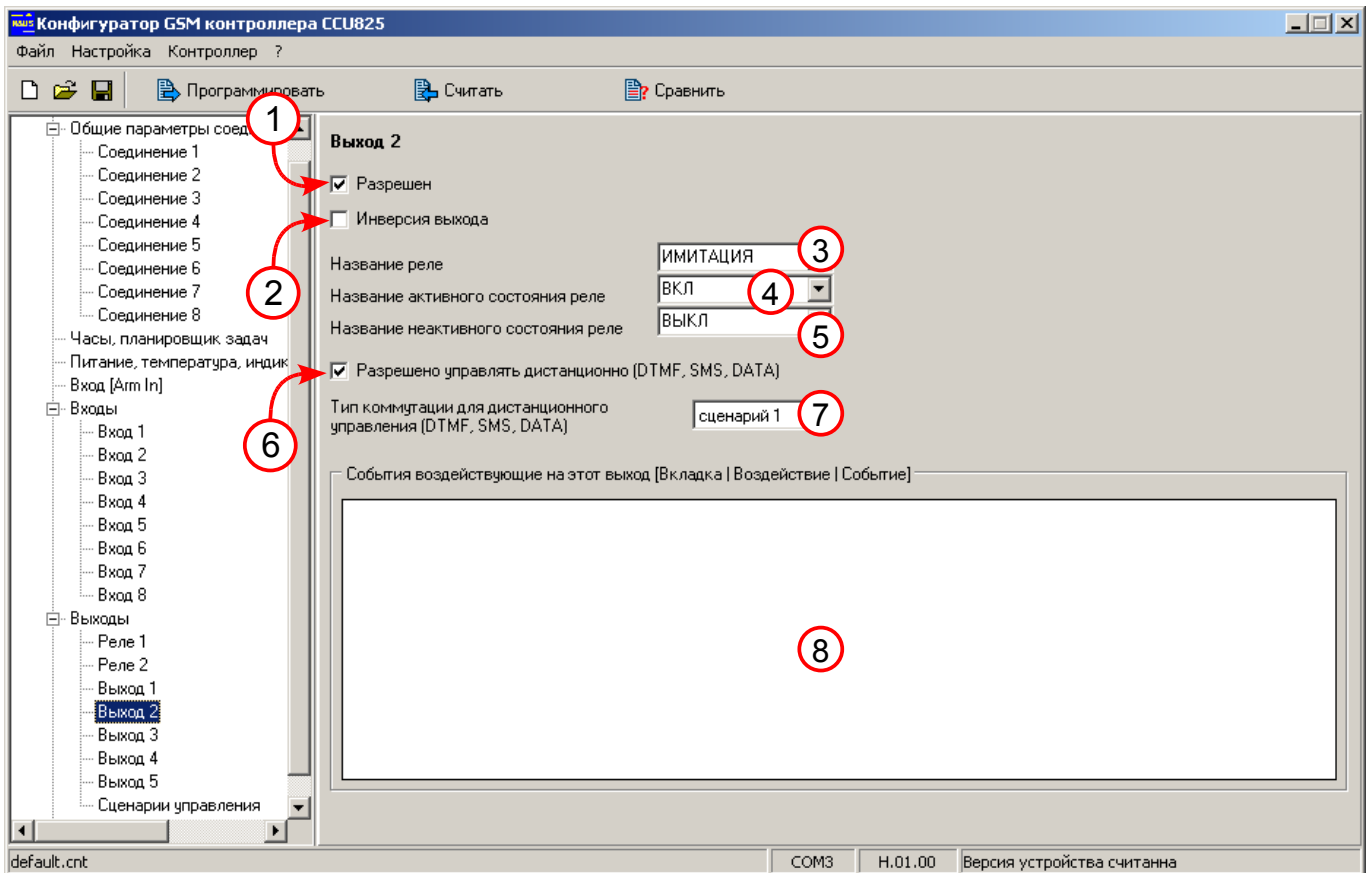 Конфигуратор GSM контроллера CCU825
Файл Настройка Контроллер ?
Программировать Считать Сравнить
Общие параметры соед
Соединение 1
Соединение 2
Соединение 3
Соединение 4
Соединение 5
Соединение 6
Соединение 7
Соединение 8
Часы, планировщик задач
Питание, температура, индик
Вход [Arm In]
Входы
Вход 1
Вход 2
Вход 3
Вход 4
Вход 5
Вход 6
Вход 7
Вход 8
Выходы
Реле 1
Реле 2
Выход 1
Выход 2
Выход 3
Выход 4
Выход 5
Сценарии управления
Выход 2
1
Разрешен
2
Инверсия выхода
Название реле ИМИТАЦИЯ 3
Название активного состояния реле ВКЛ 4
Название неактивного состояния реле ВЫКЛ 5
6
Разрешено управлять дистанционно (DTMF, SMS, DATA)
Тип коммутации для дистанционного
управления (DTMF, SMS, DATA)
сценарий 1 7
События воздействующие на этот выход [Вкладка | Воздействие | Событие]
8
default.cnt COM3 H.01.00 Версия устройства считанна